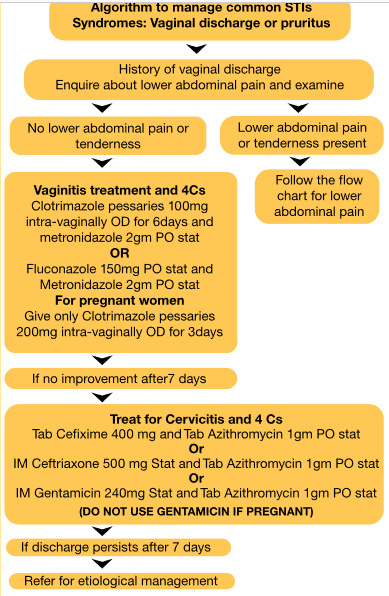 Algorithm to manage common STIs
Syndromes: Vaginal discharge or pruritus
History of vaginal discharge
Enquire about lower abdominal pain and examine
No lower abdominal pain or
tenderness
Lower abdominal pain
or tenderness present
Vaginitis treatment and 4Cs
Clotrimazole pessaries 100mg
intra-vaginally OD for 6days and
metronidazole 2gm PO stat
OR
Fluconazole 150mg PO stat and
Metronidazole 2gm PO stat
For pregnant women
Give only Clotrimazole pessaries
200mg intra-vaginally OD for 3days
Follow the flow
chart for lower
abdominal pain
If no improvement after7 days
Treat for Cervicitis and 4 Cs
Tab Cefixime 400 mg and Tab Azithromycin 1gm PO stat
Or
IM Ceftriaxone 500 mg Stat and Tab Azithromycin 1gm PO stat
Or
IM Gentamicin 240mg Stat and Tab Azithromycin 1gm PO stat
(DO NOT USE GENTAMICIN IF PREGNANT)
If discharge persists after 7 days
Refer for etiological management